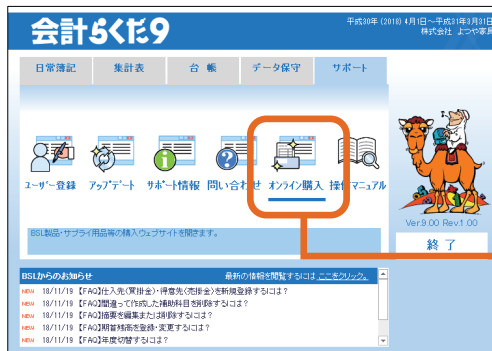 会計らくだ9
平成30年 (2018) 4月1日～平成31年3月31日
株式会社 よつや家具
日常簿記 集計表 台 帳 データ保守 サポート
ユーザー登録 アップデート サポート情報 問い合わせ オンライン購入 操作マニュアル
BSL製品・サプライ用品等の購入ウェブサイトを開きます。
Ver.9.00 Rev.1.00
終 了
BSLからのお知らせ 最新の情報を閲覧するには ここをクリック。
NEW 18/11/19 【FAQ】仕入先(買掛金)・得意先(売掛金)を新規登録するには？
NEW 18/11/19 【FAQ】間違って作成した補助科目を削除するには？
NEW 18/11/19 【FAQ】摘要を編集または削除するには？
NEW 18/11/19 【FAQ】期首残高を登録・変更するには？
NEW 18/11/19 【FAQ】年度切替するには？